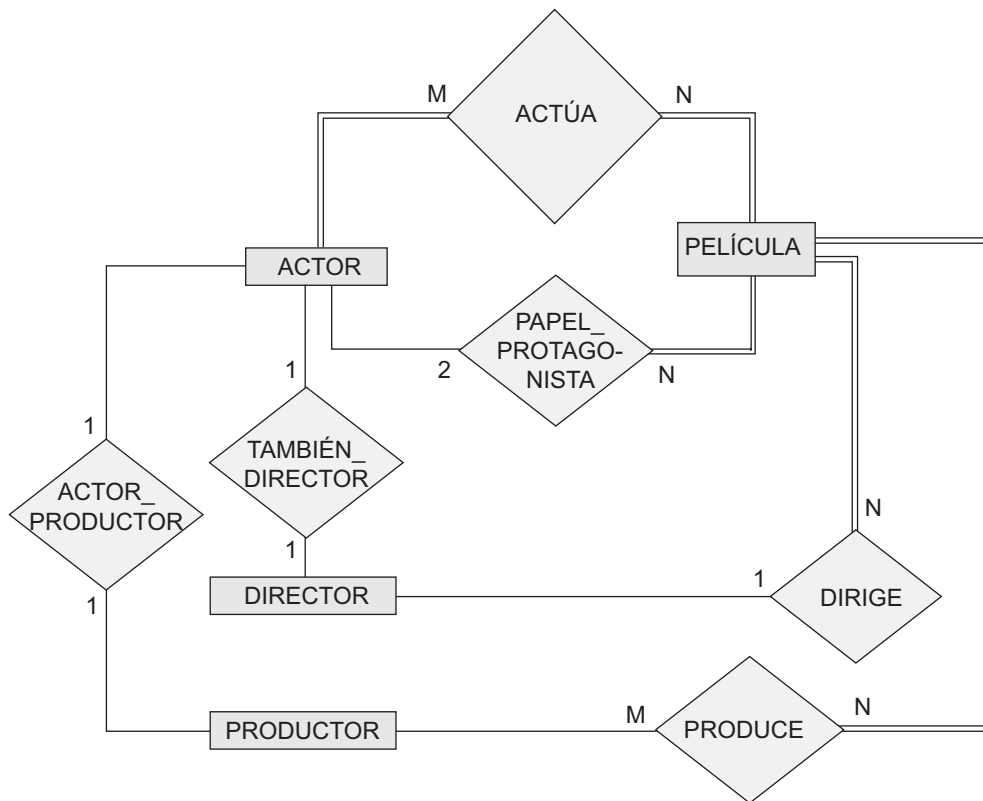 M
N
ACTÚA
PELÍCULA
ACTOR
PAPEL_
PROTAGO-
NISTA
2
N
1
1
TAMBIÉN_
DIRECTOR
ACTOR_
PRODUCTOR
N
1
1
1
DIRECTOR
DIRIGE
M
N
PRODUCTOR
PRODUCE